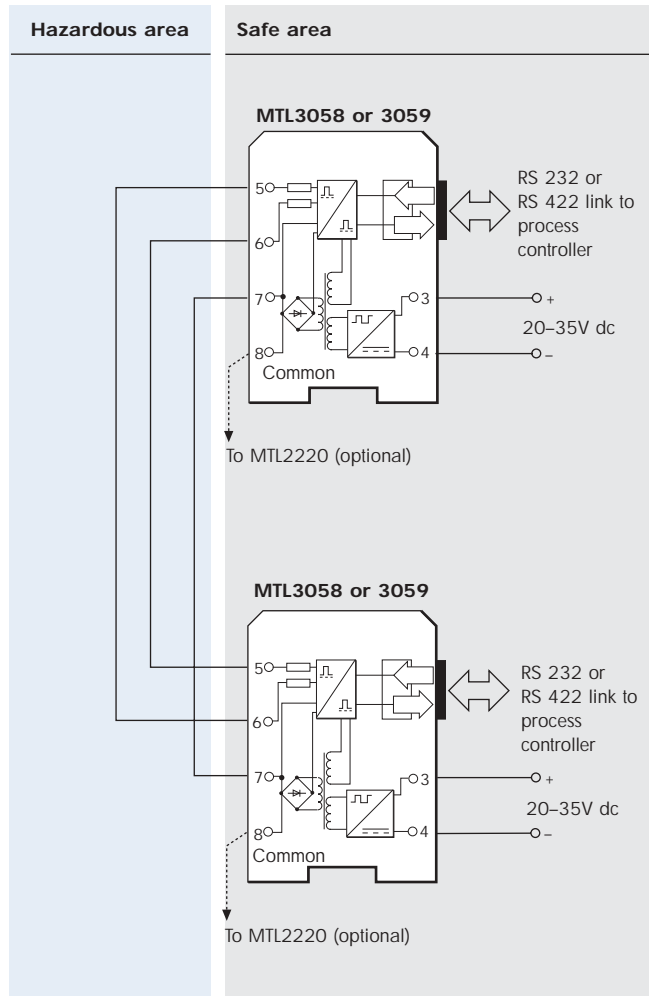 Hazardous area
Safe area
MTL3058 or 3059
5
6
7
8
Common
3
4
RS 232 or
RS 422 link to
process
controller
+
20–35V dc
–
To MTL2220 (optional)
MTL3058 or 3059
5
6
7
8
Common
3
4
RS 232 or
RS 422 link to
process
controller
+
20–35V dc
–
To MTL2220 (optional)